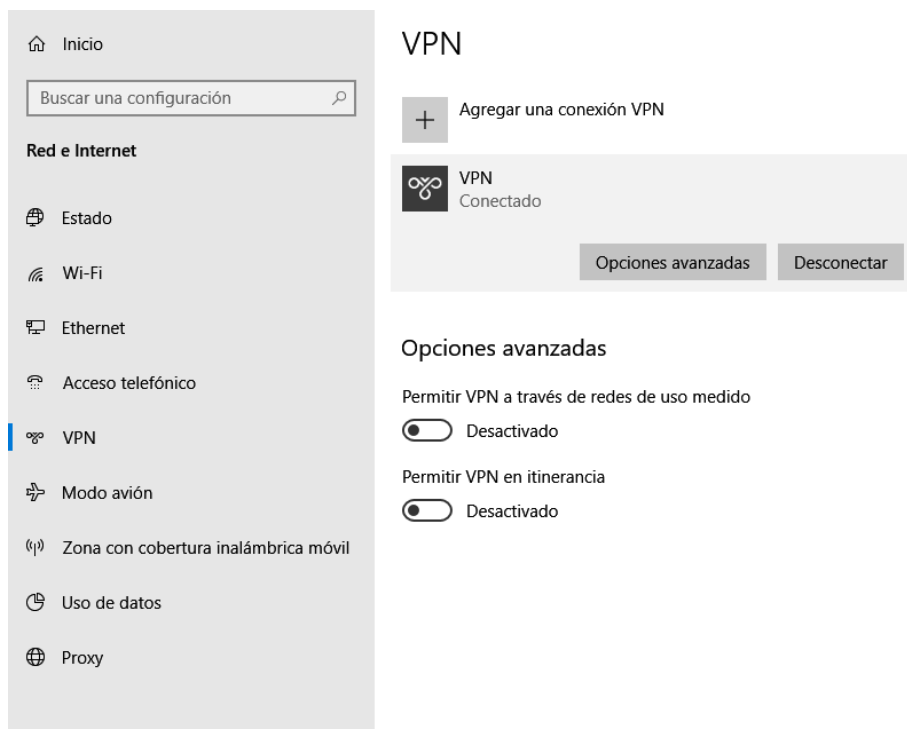 Inicio
Buscar una configuración
Red e Internet
Estado
Wi-Fi
Ethernet
Acceso telefónico
VPN
Modo avión
Zona con cobertura inalámbrica móvil
Uso de datos
Proxy
VPN
Agregar una conexión VPN
VPN
Conectado
Opciones avanzadas Desconectar
Opciones avanzadas
Permitir VPN a través de redes de uso medido
Desactivado
Permitir VPN en itinerancia
Desactivado